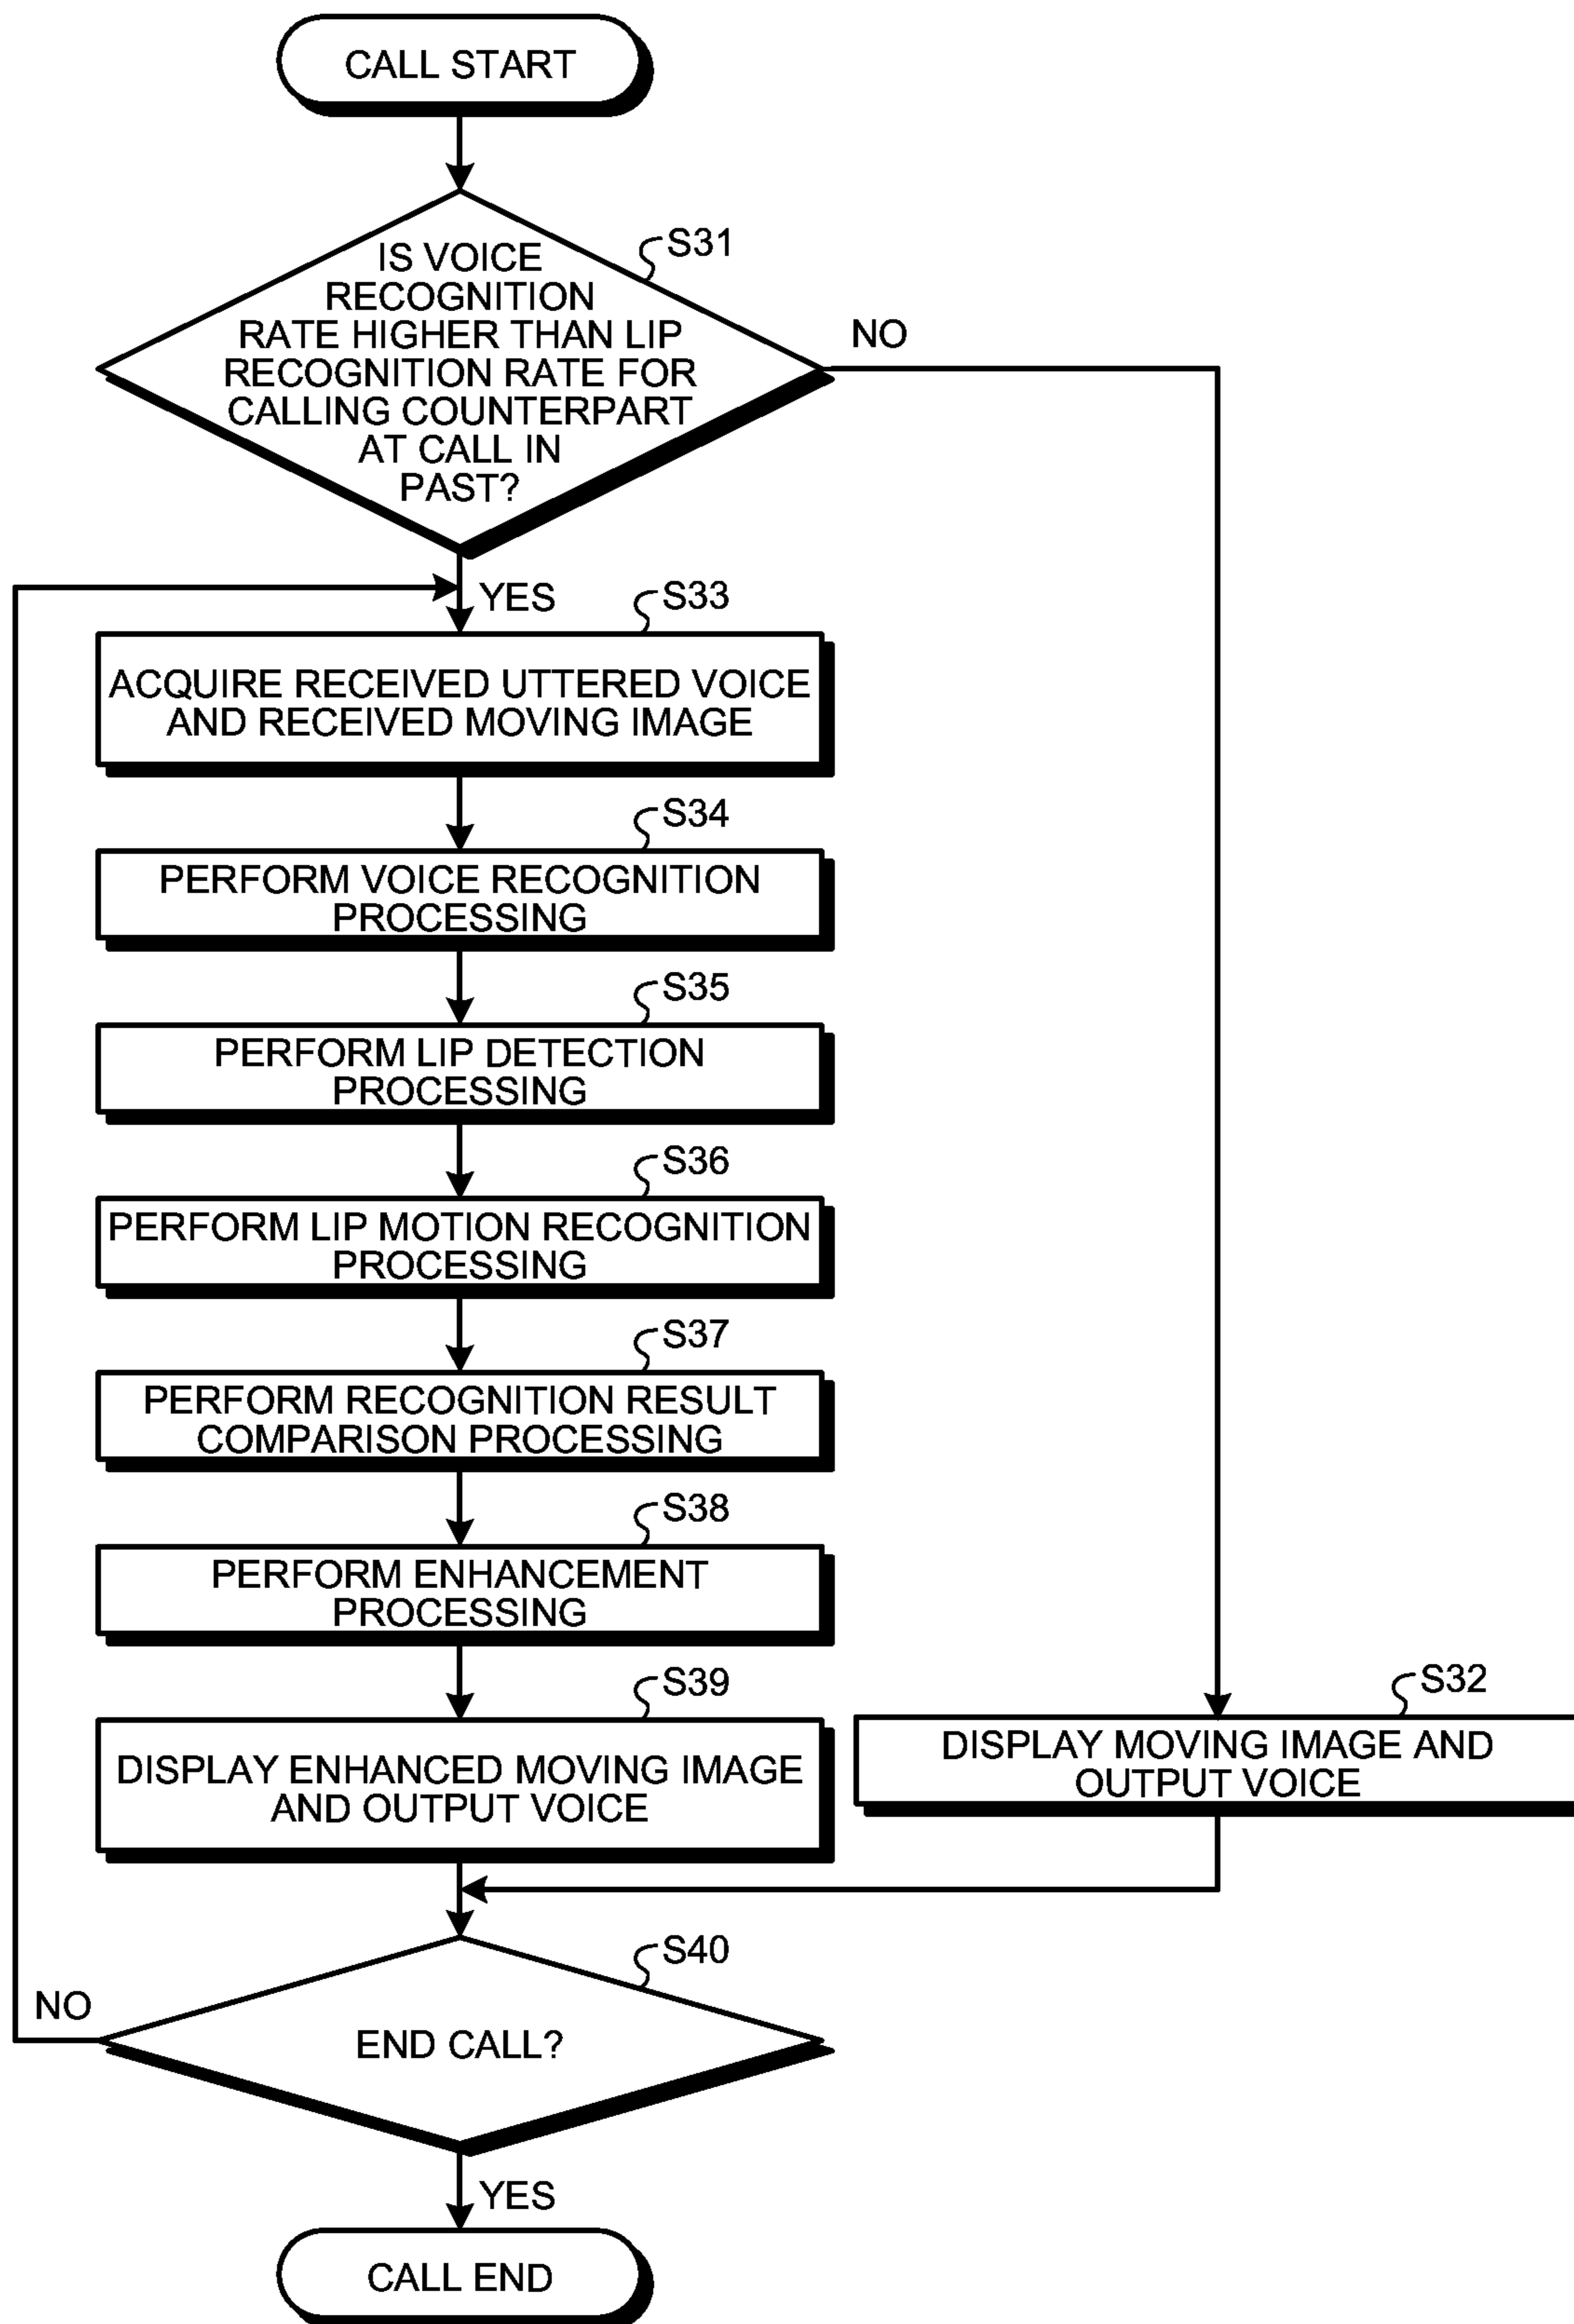 CALL START
S31
IS VOICE
RECOGNITION
RATE HIGHER THAN LIP
RECOGNITION RATE FOR
CALLING COUNTERPART
AT CALL IN
PAST?
NO
YES
S33
ACQUIRE RECEIVED UTTERED VOICE
AND RECEIVED MOVING IMAGE
S34
PERFORM VOICE RECOGNITION
PROCESSING
S35
PERFORM LIP DETECTION
PROCESSING
S36
PERFORM LIP MOTION RECOGNITION
PROCESSING
S37
PERFORM RECOGNITION RESULT
COMPARISON PROCESSING
S38
PERFORM ENHANCEMENT
PROCESSING
S39
DISPLAY ENHANCED MOVING IMAGE
AND OUTPUT VOICE
S32
DISPLAY MOVING IMAGE AND
OUTPUT VOICE
S40
NO
END CALL?
YES
CALL END